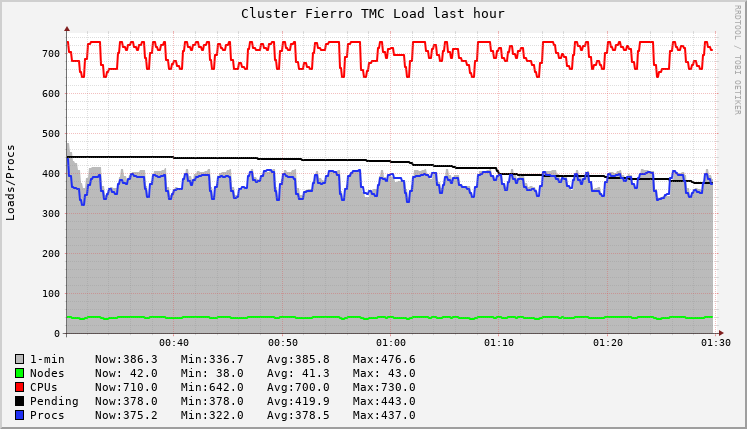 Cluster Fierro TMC Load last hour
RRDTOOL / TOBI OETIKER
Loads/Procs
700
600
500
400
300
200
100
0
00:40 00:50 01:00 01:10 01:20 01:30
1-min Now:386.3 Min:336.7 Avg:385.8 Max:476.6
Nodes Now: 42.0 Min: 38.0 Avg: 41.3 Max: 43.0
CPUs Now:710.0 Min:642.0 Avg:700.0 Max:730.0
Pending Now:378.0 Min:378.0 Avg:419.9 Max:443.0
Procs Now:375.2 Min:322.0 Avg:378.5 Max:437.0